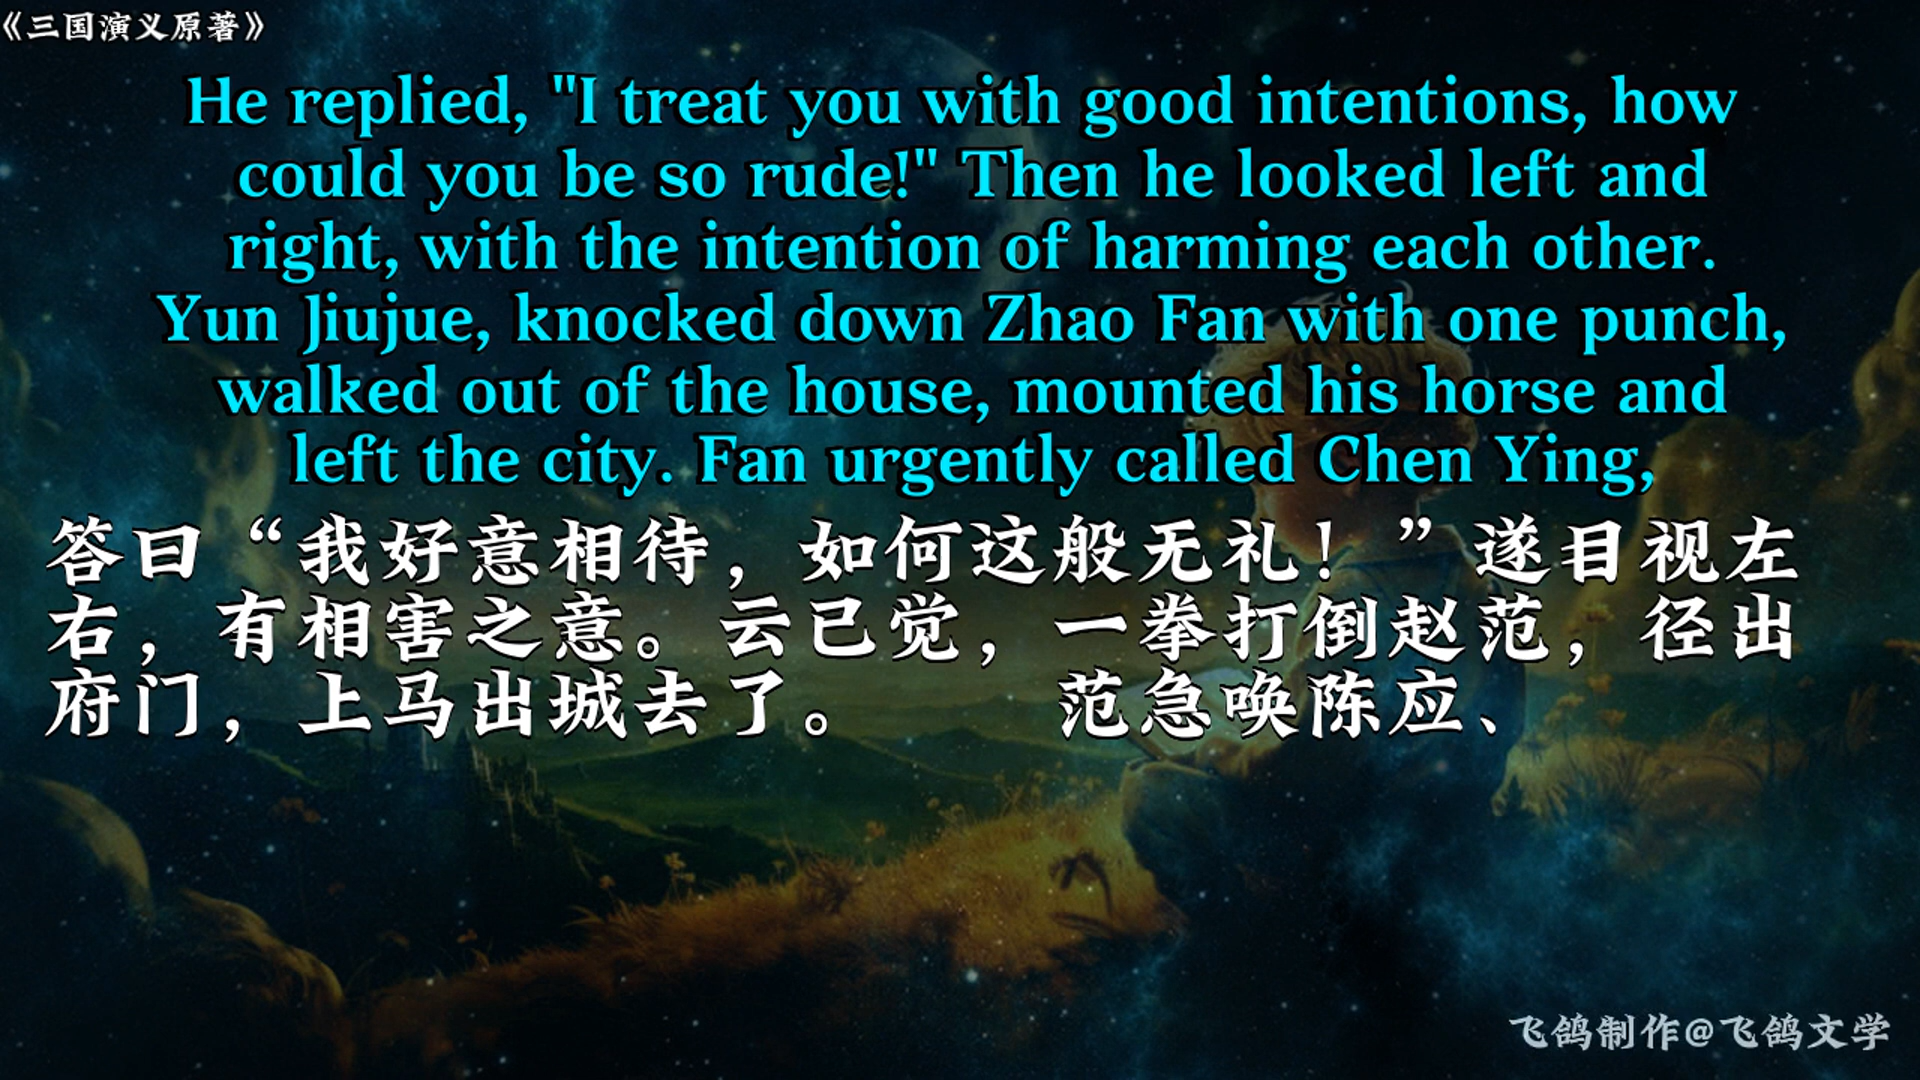 《三国演义原著》
He replied, "I treat you with good intentions, how
could you be so rude!" Then he looked left and
right, with the intention of harming each other.
Yun Jiujue, knocked down Zhao Fan with one punch,
walked out of the house, mounted his horse and
left the city. Fan urgently called Chen Ying,
答曰“我好意相待，如何这般无礼！”遂目视左
右，有相害之意。云已觉，一拳打倒赵范，径出
府门，上马出城去了。 范急唤陈应、
飞鸽制作@飞鸽文学